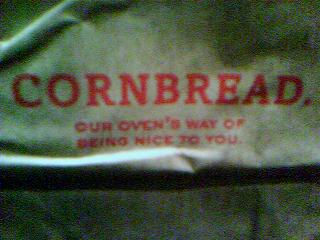 CORNBREAD.
OUR OVEN'S WAY OF
BEING NICE TO YOU.